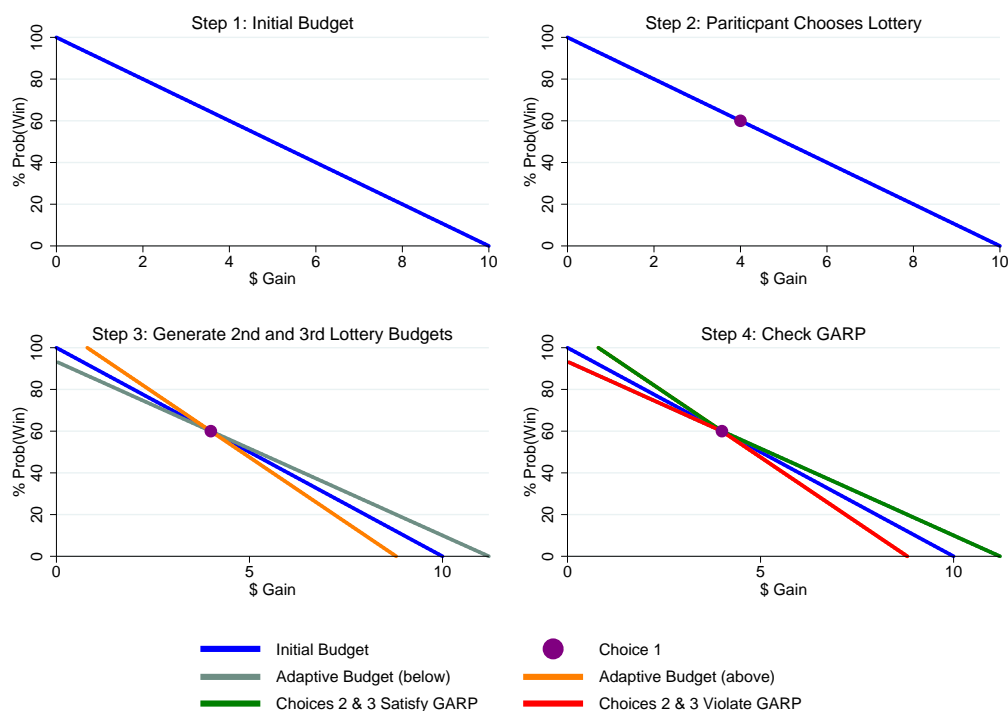 Step 1: Initial Budget
% Prob(Win)
100
80
60
40
20
0
0 2 4 6 8 10
$ Gain
Step 2: Pariticpant Chooses Lottery
% Prob(Win)
100
80
60
40
20
0
0 2 4 6 8 10
$ Gain
Step 3: Generate 2nd and 3rd Lottery Budgets
% Prob(Win)
100
80
60
40
20
0
0 5 10
$ Gain
Step 4: Check GARP
% Prob(Win)
100
80
60
40
20
0
0 5 10
$ Gain
Initial Budget
Choice 1
Adaptive Budget (below)
Adaptive Budget (above)
Choices 2 & 3 Satisfy GARP
Choices 2 & 3 Violate GARP